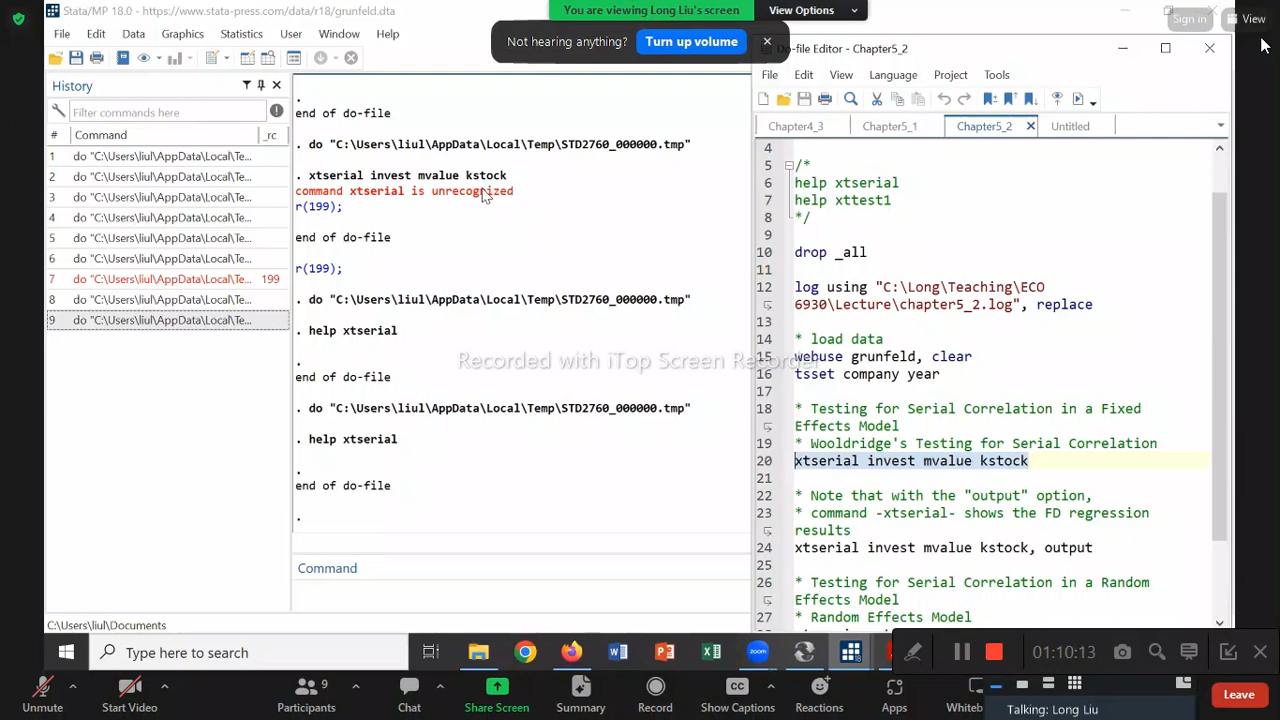 Stata/MP 18.0 - https://www.stata-press.com/data/r18/grunfeld.dta
You are viewing Long Liu's screen
View Options
Sign in
View
File Edit Data Graphics Statistics User Window Help
Not hearing anything? Turn up volume
Do-file Editor - Chapter5_2
File Edit View Language Project Tools
History
Filter commands here
# Command _rc
1 do "C:\Users\liul\AppData\Local\Te...
2 do "C:\Users\liul\AppData\Local\Te...
3 do "C:\Users\liul\AppData\Local\Te...
4 do "C:\Users\liul\AppData\Local\Te...
5 do "C:\Users\liul\AppData\Local\Te...
6 do "C:\Users\liul\AppData\Local\Te...
7 do "C:\Users\liul\AppData\Local\Te... 199
8 do "C:\Users\liul\AppData\Local\Te...
9 do "C:\Users\liul\AppData\Local\Te...
.
end of do-file
. do "C:\Users\liul\AppData\Local\Temp\STD2760_000000.tmp"
. xtserial invest mvalue kstock
command xtserial is unrecognized
r(199);
end of do-file
r(199);
. do "C:\Users\liul\AppData\Local\Temp\STD2760_000000.tmp"
. help xtserial
.
end of do-file
. do "C:\Users\liul\AppData\Local\Temp\STD2760_000000.tmp"
. help xtserial
.
end of do-file
.
Recorded with iTop Screen Recorder
Command
C:\Users\liul\Documents
Chapter4_3 Chapter5_1 Chapter5_2 Untitled
4
5 /*
6 help xtserial
7 help xttest1
8 */
9
10 drop _all
11
12 log using "C:\Long\Teaching\ECO
6930\Lecture\chapter5_2.log", replace
13
14 * load data
15 webuse grunfeld, clear
16 tsset company year
17
18 * Testing for Serial Correlation in a Fixed
Effects Model
19 * Wooldridge's Testing for Serial Correlation
20 xtserial invest mvalue kstock
21
22 * Note that with the "output" option,
23 * command -xtserial- shows the FD regression
results
24 xtserial invest mvalue kstock, output
25
26 * Testing for Serial Correlation in a Random
Effects Model
27 * Random Effects Model
Type here to search
01:10:13
Unmute
Start Video
9
Participants
Chat
Share Screen
Summary
Record
Show Captions
Reactions
Apps
Whiteb
Talking: Long Liu
Leave